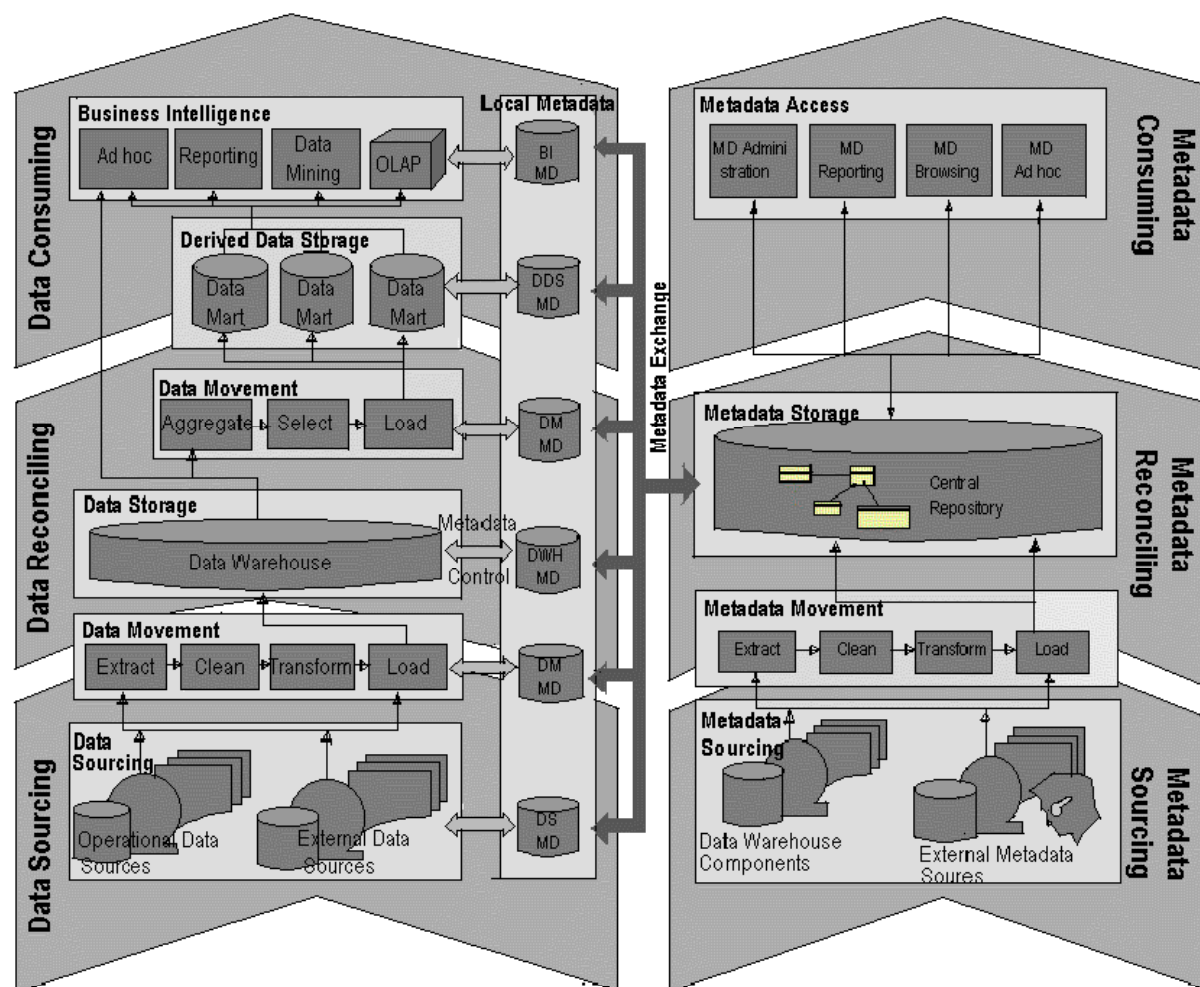 Data Consuming
Business Intelligence
Ad hoc
Reporting
Data
Mining
OLAP
Derived Data Storage
Data
Mart
Data
Mart
Data
Mart
Data Reconciling
Data Movement
Aggregate
Select
Load
Data Storage
Data Warehouse
Metadata
Control
Data Movement
Extract
Clean
Transform
Load
Data Sourcing
Data
Sourcing
Operational Data
Sources
External Data
Sources
Local Metadata
BI
MD
DDS
MD
DM
MD
DWH
MD
DM
MD
DS
MD
Metadata Exchange
Metadata
Consuming
Metadata Access
MD Admini
stration
MD
Reporting
MD
Browsing
MD
Ad hoc
Metadata
Reconciling
Metadata Storage
Central
Repository
Metadata Movement
Extract
Clean
Transform
Load
Metadata
Sourcing
Metadata
Sourcing
Data Warehouse
Components
External Metadata
Soures